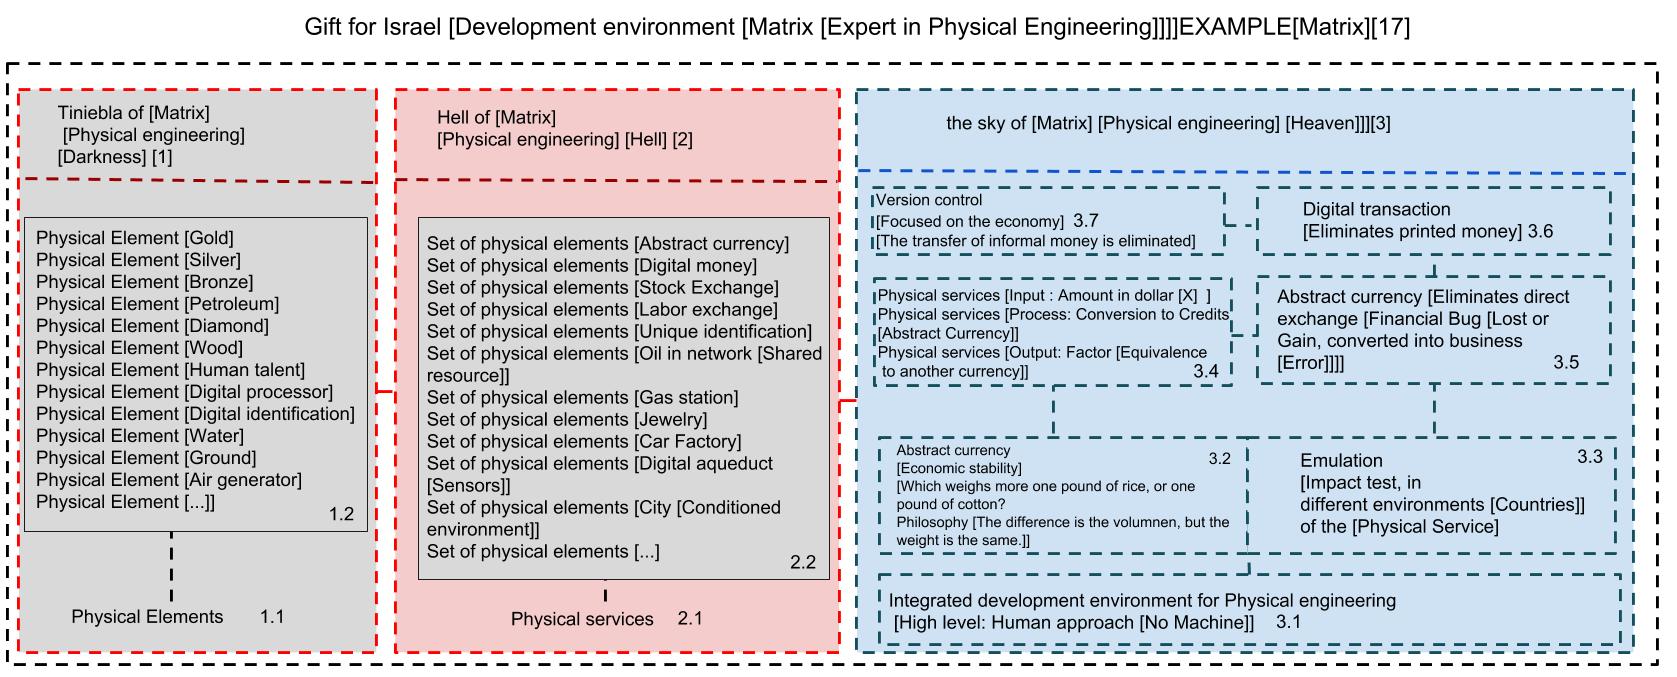 Gift for Israel [Development environment [Matrix [Expert in Physical Engineering]]]]EXAMPLE[Matrix][17]
Tiniebla of [Matrix]
[Physical engineering]
[Darkness] [1]
Physical Element [Gold]
Physical Element [Silver]
Physical Element [Bronze]
Physical Element [Petroleum]
Physical Element [Diamond]
Physical Element [Wood]
Physical Element [Human talent]
Physical Element [Digital processor]
Physical Element [Digital identification]
Physical Element [Water]
Physical Element [Ground]
Physical Element [Air generator]
Physical Element [...]]
1.2
Physical Elements 1.1
Hell of [Matrix]
[Physical engineering] [Hell] [2]
Set of physical elements [Abstract currency]
Set of physical elements [Digital money]
Set of physical elements [Stock Exchange]
Set of physical elements [Labor exchange]
Set of physical elements [Unique identification]
Set of physical elements [Oil in network [Shared
resource]]
Set of physical elements [Gas station]
Set of physical elements [Jewelry]
Set of physical elements [Car Factory]
Set of physical elements [Digital aqueduct
[Sensors]]
Set of physical elements [City [Conditioned
environment]]
Set of physical elements [...]
2.2
Physical services 2.1
the sky of [Matrix] [Physical engineering] [Heaven]]][3]
Version control
[Focused on the economy] 3.7
[The transfer of informal money is eliminated]
Digital transaction
[Eliminates printed money] 3.6
Physical services [Input : Amount in dollar [X] ]
Physical services [Process: Conversion to Credits
[Abstract Currency]]
Physical services [Output: Factor [Equivalence
to another currency]] 3.4
Abstract currency [Eliminates direct
exchange [Financial Bug [Lost or
Gain, converted into business
[Error]]]] 3.5
Abstract currency 3.2
[Economic stability]
[Which weighs more one pound of rice, or one
pound of cotton?
Philosophy [The difference is the volumnen, but the
weight is the same.]]
3.3
Emulation
[Impact test, in
different environments [Countries]]
of the [Physical Service]
Integrated development environment for Physical engineering
[High level: Human approach [No Machine]] 3.1